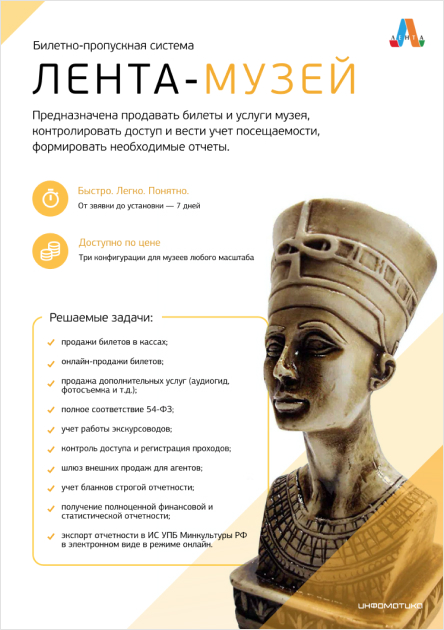 ЛЕНТА
Билетно-пропускная система
ЛЕНТА-МУЗЕЙ
Предназначена продавать билеты и услуги музея,
контролировать доступ и вести учет посещаемости,
формировать необходимые отчеты.
Быстро. Легко. Понятно.
От звявки до установки — 7 дней
Доступно по цене
Три конфигурации для музеев любого масштаба
Решаемые задачи:
продажи билетов в кассах;
онлайн-продажи билетов;
продажа дополнительных услуг (аудиогид,
фотосъемка и т.д.);
полное соответствие 54-ФЗ;
учет работы экскурсоводов;
контроль доступа и регистрация проходов;
шлюз внешних продаж для агентов;
учет бланков строгой отчетности;
получение полноценной финансовой и
статистической отчетности;
экспорт отчетности в ИС УПБ Минкультуры РФ
в электронном виде в режиме онлайн.
инфоматика